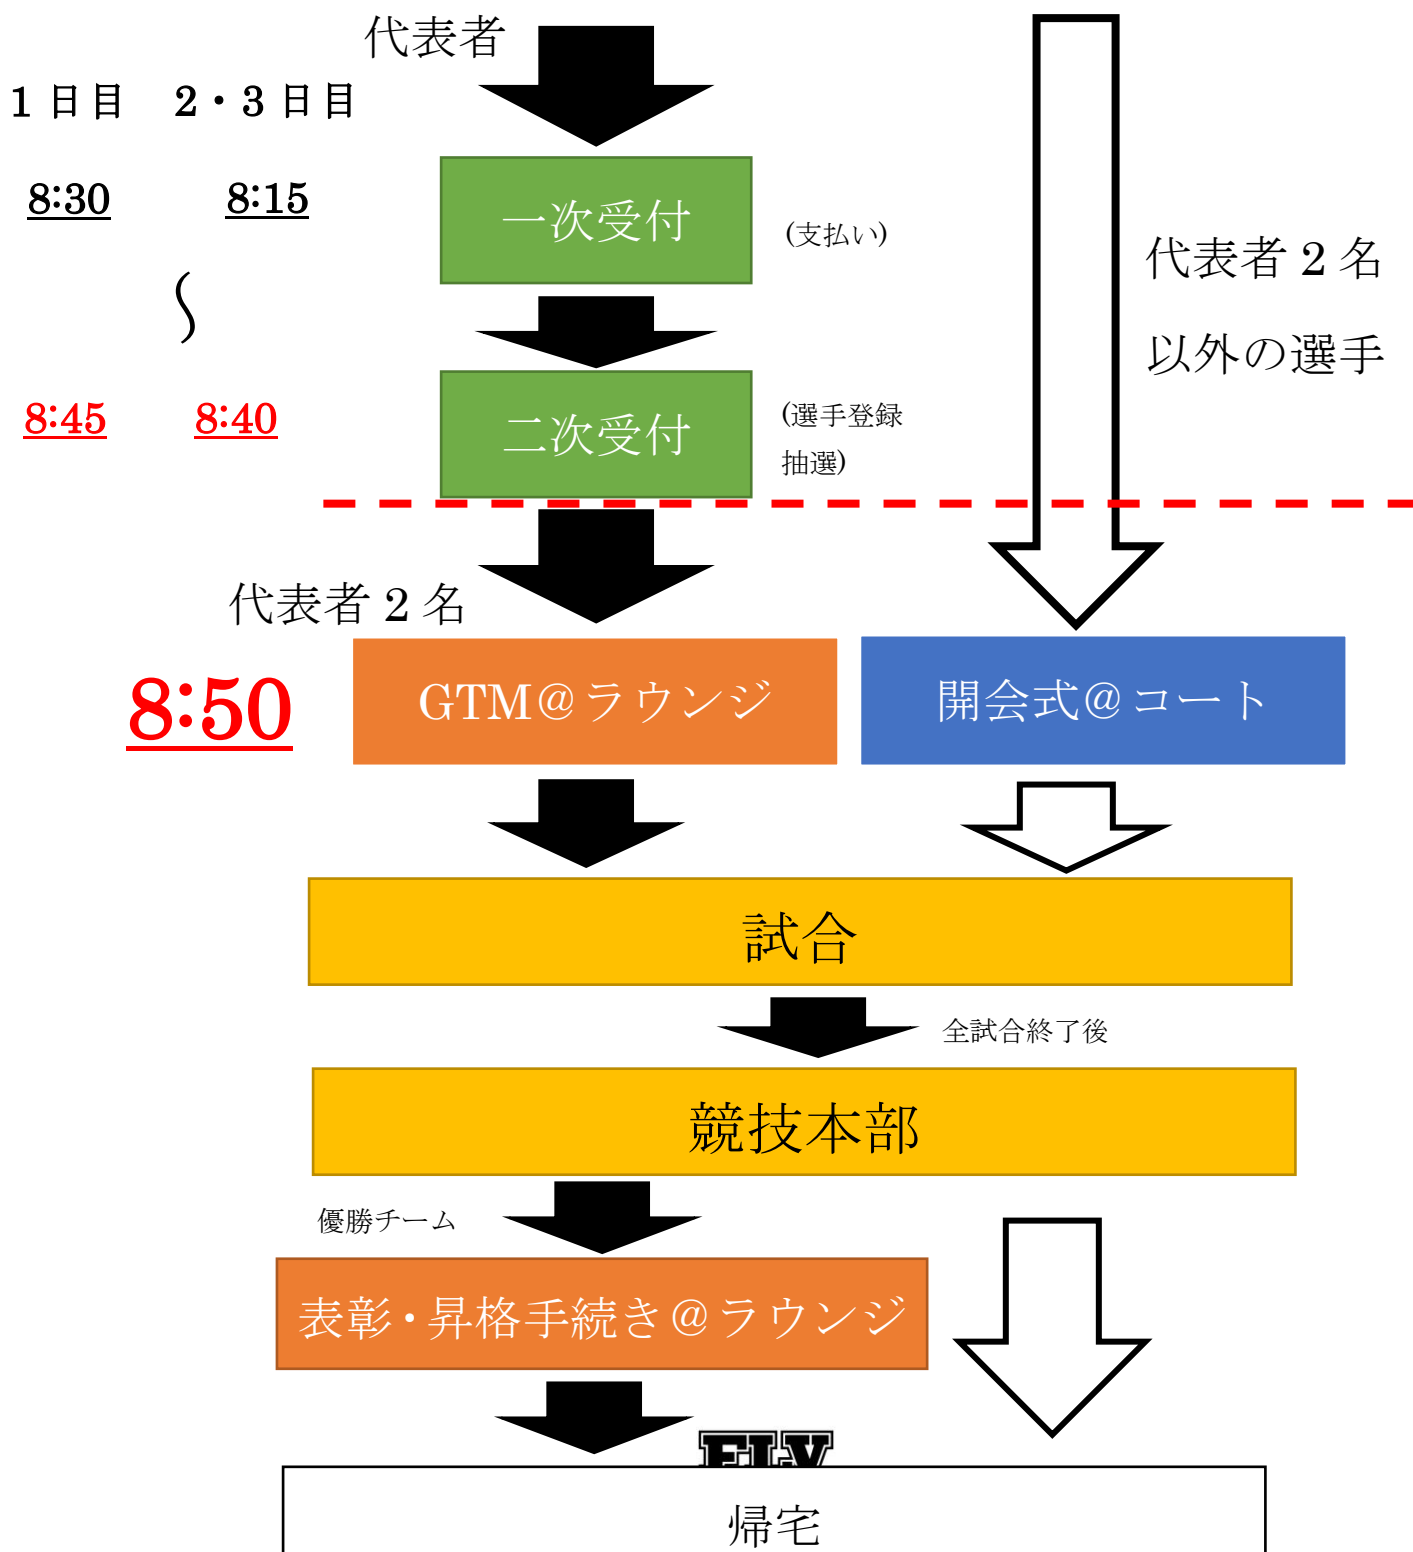 代表者
1日目 2・3日目
8:30 8:15
一次受付
(支払い)
代表者2名
以外の選手
〜
8:45 8:40
二次受付
(選手登録
抽選)
代表者2名
8:50
GTM@ラウンジ
開会式@コート
試合
全試合終了後
競技本部
優勝チーム
表彰・昇格手続き@ラウンジ
帰宅